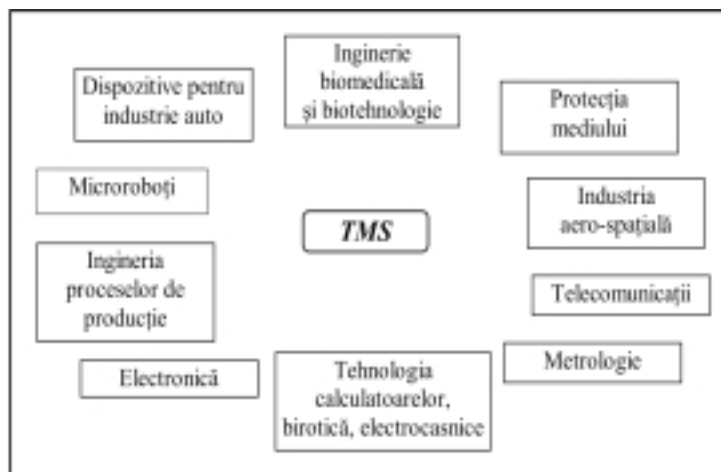 Inginerie
biomedicală
și biotehnologie
Dispozitive pentru
industrie auto
Protecția
mediului
Microroboți
Industria
aero-spațială
TMS
Ingineria
proceselor de
producție
Telecomunicații
Metrologie
Electronică
Tehnologia
calculatoarelor,
birotică, electrocasnice